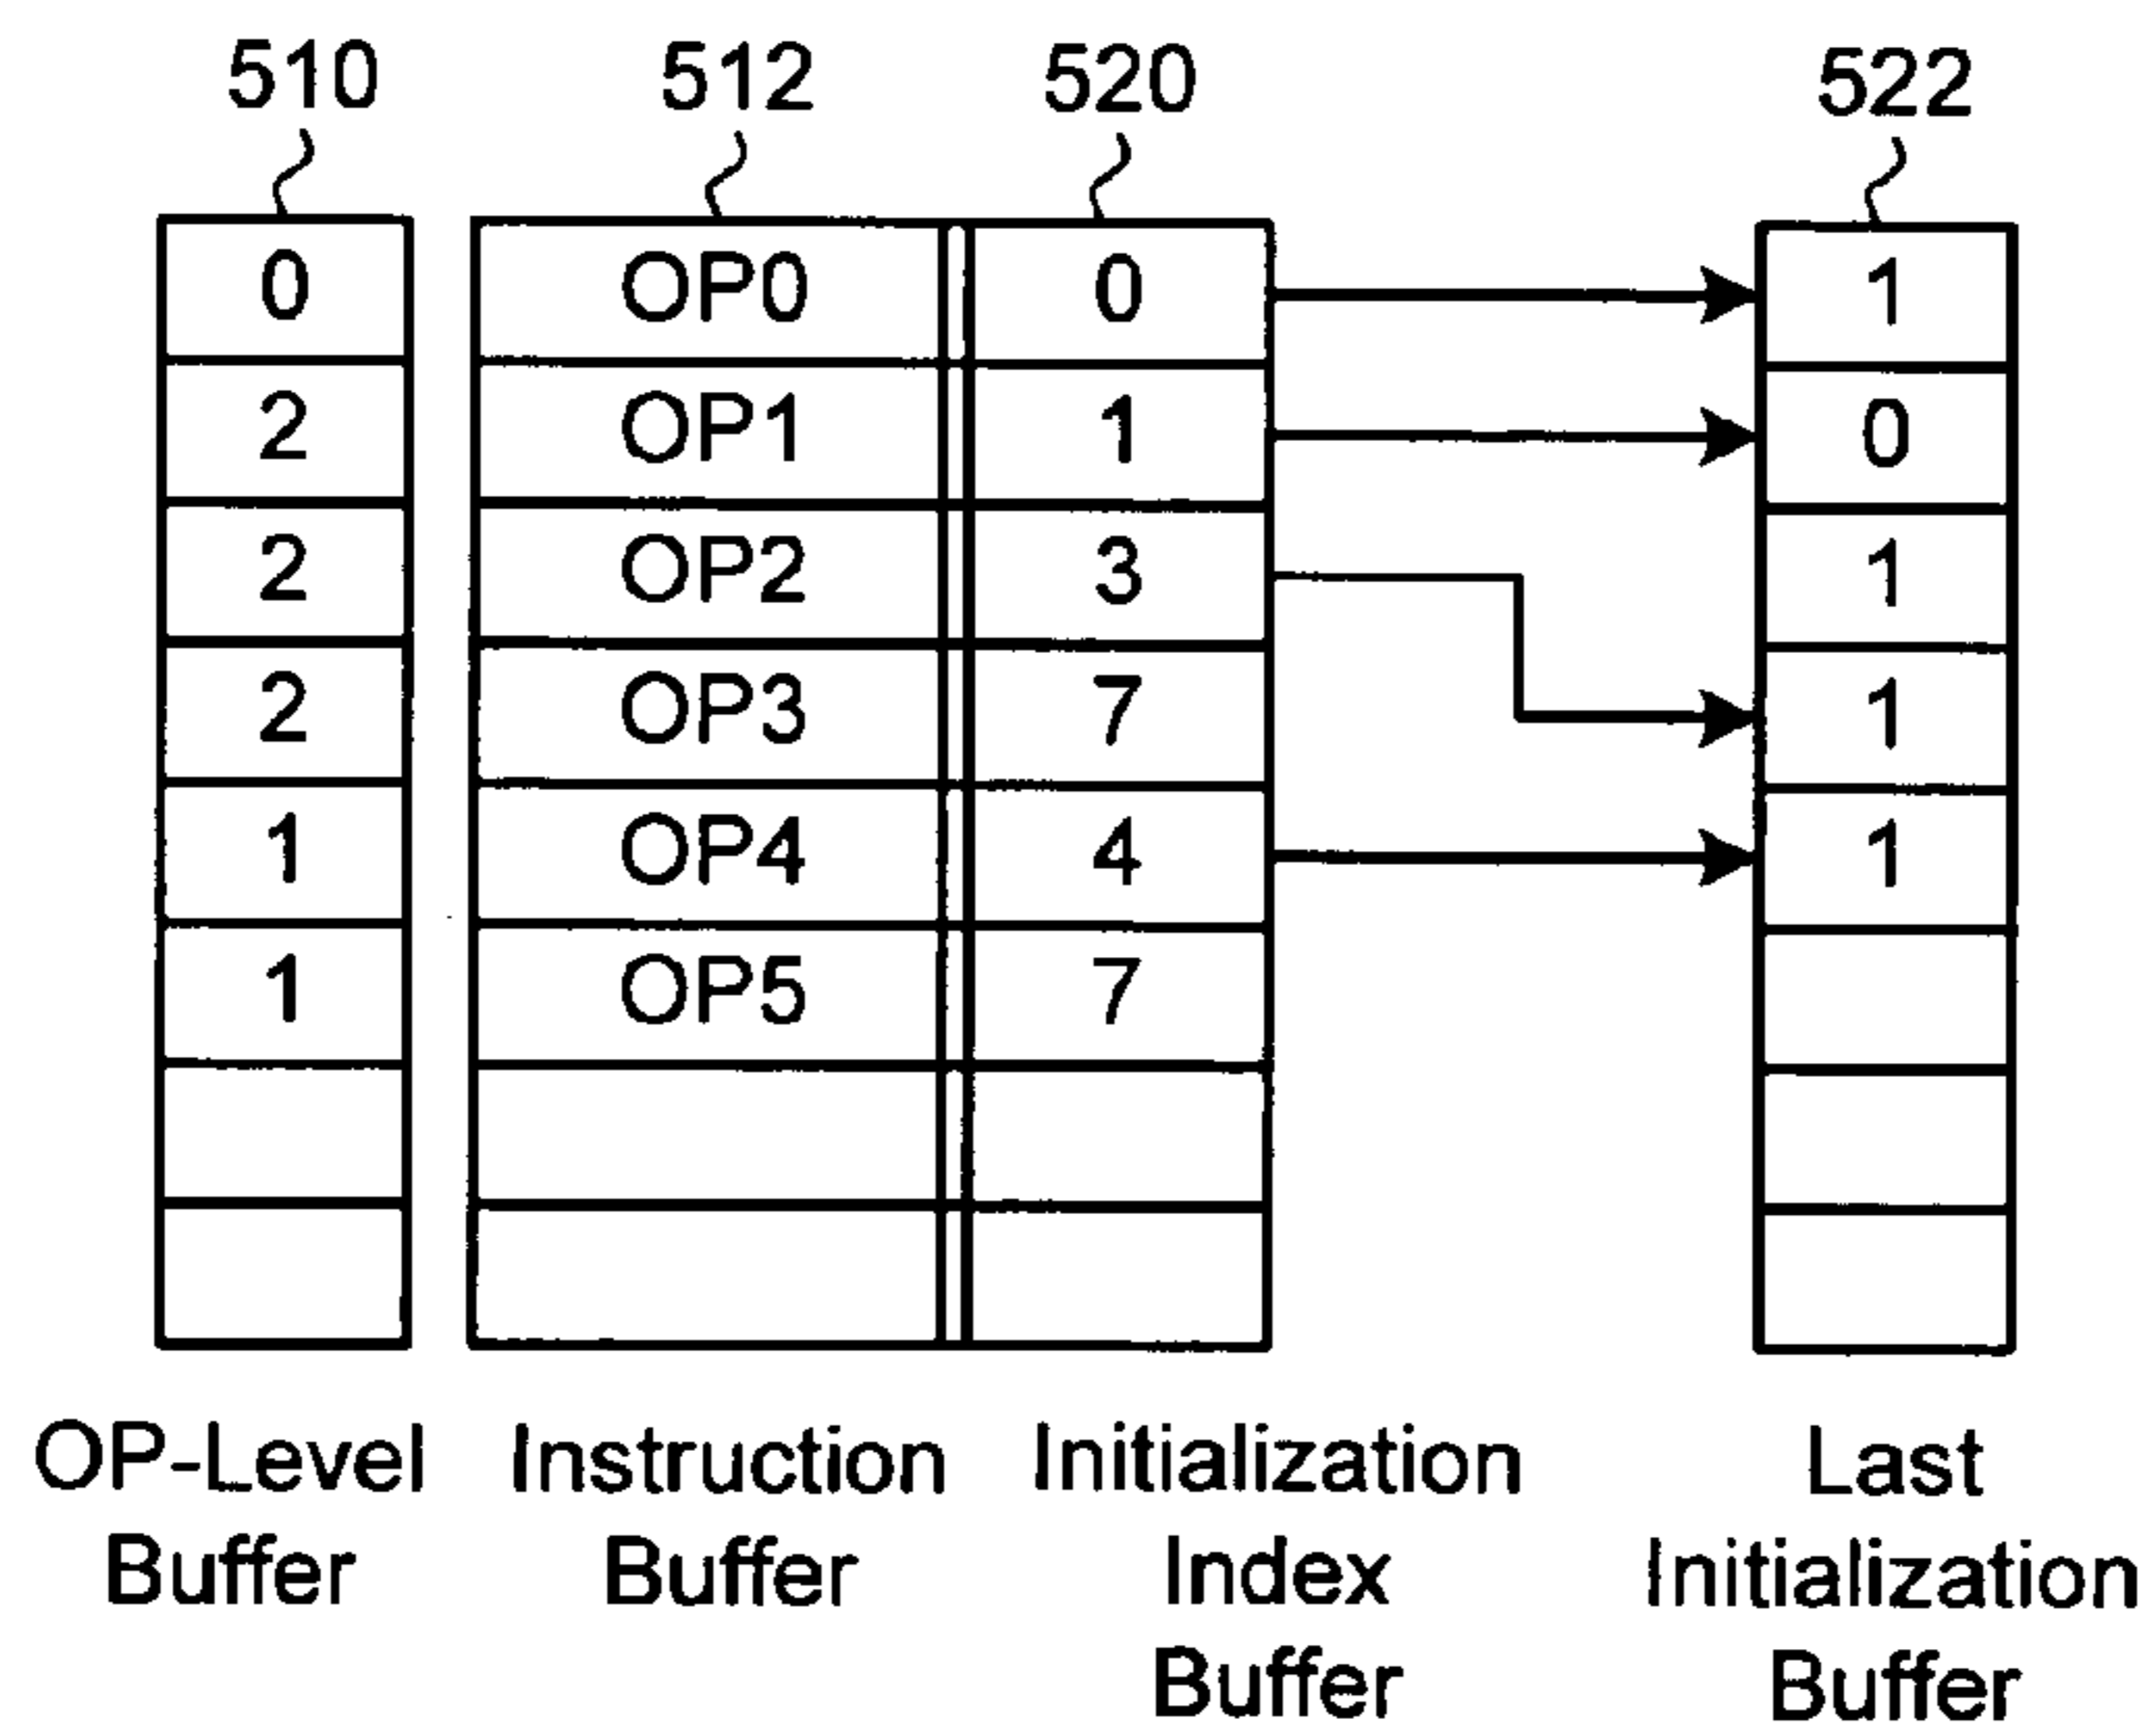 510 512 520 522
0 OP0 0 1
2 OP1 1 0
2 OP2 3 1
2 OP3 7 1
1 OP4 4 1
1 OP5 7
OP-Level Instruction Initialization Last
Buffer Buffer Index Initialization
Buffer Buffer